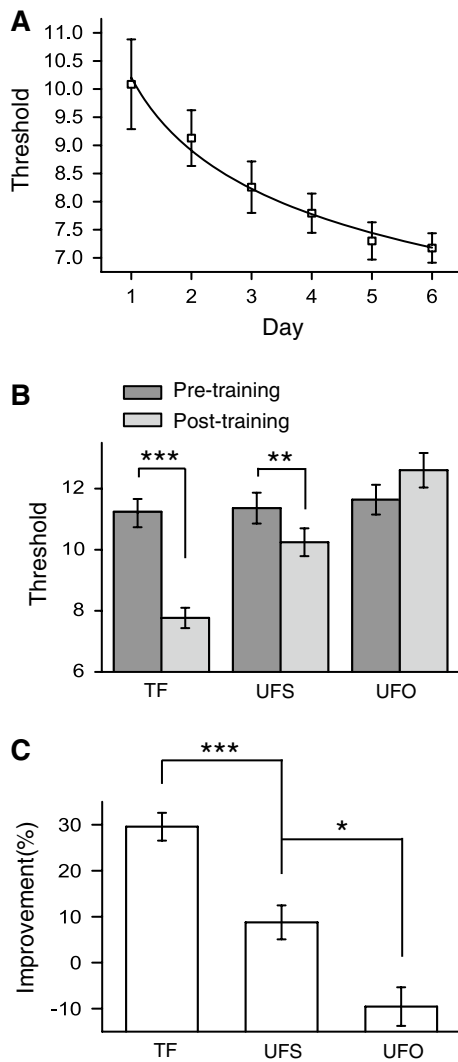 A
Threshold
11.0
10.5
10.0
9.5
9.0
8.5
8.0
7.5
7.0
1 2 3 4 5 6
Day
B
Pre-training
Post-training
*** **
Threshold
12
10
8
6
TF UFS UFO
C
***
*
Improvement(%)
30
20
10
0
-10
TF UFS UFO